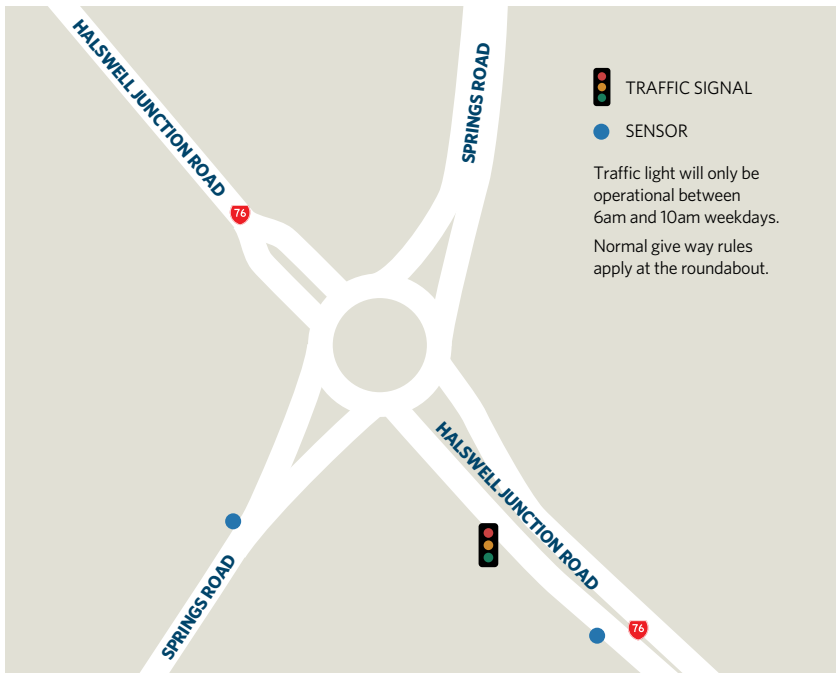 HALSWELL JUNCTION ROAD
76
SPRINGS ROAD
TRAFFIC SIGNAL
SENSOR
Traffic light will only be
operational between
6am and 10am weekdays.
Normal give way rules
apply at the roundabout.
HALSWELL JUNCTION ROAD
76
SPRINGS ROAD